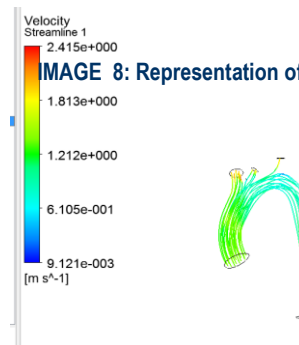 Velocity
Streamline 1
2.415e+000
IMAGE 8: Representation of
1.813e+000
1.212e+000
6.105e-001
9.121e-003
[m s^-1]